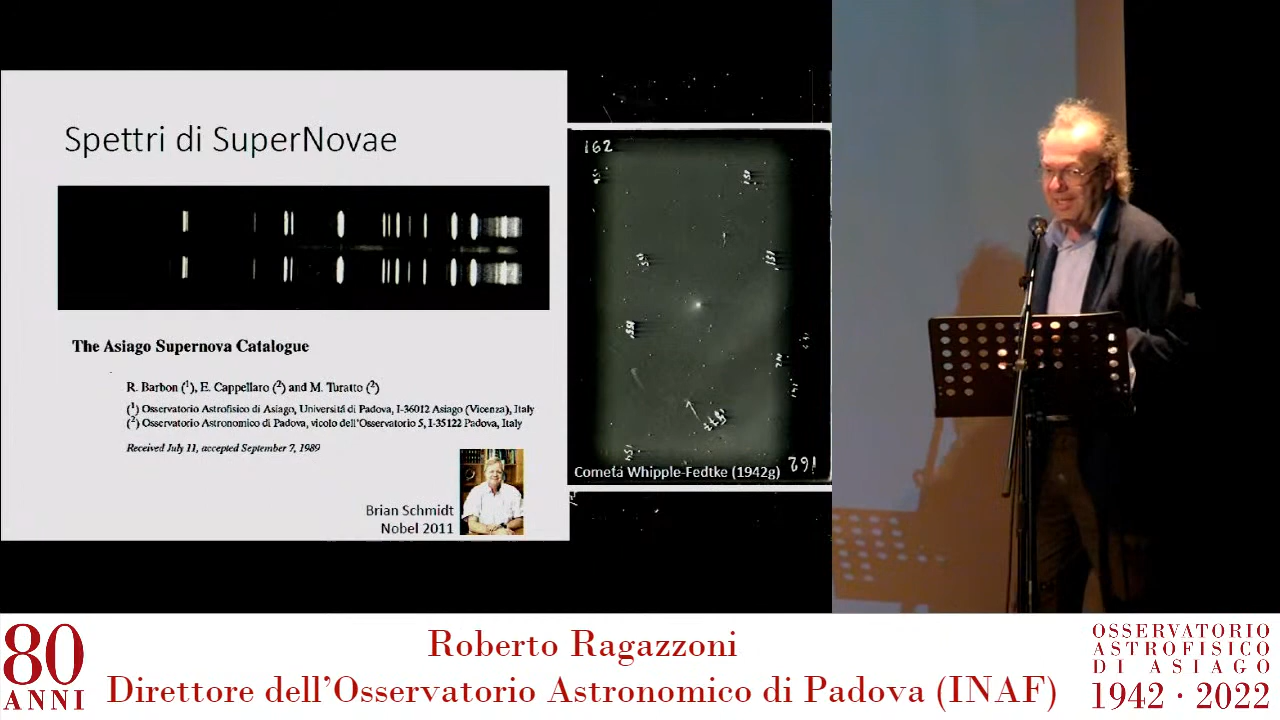 Spettri di SuperNovae
The Asiago Supernova Catalogue
R. Barbon (¹), E. Cappellaro (²) and M. Turatto (²)
(¹) Osservatorio Astrofisico di Asiago, Universitá di Padova, I-36012 Asiago (Vicenza), Italy
(²) Osservatorio Astronomico di Padova, vicolo dell'Osservatorio 5, I-35122 Padova, Italy
Received July 11, accepted September 7, 1989
Brian Schmidt
Nobel 2011
162
Cometa Whipple-Fedtke (1942g)
162
80
ANNI
Roberto Ragazzoni
Direttore dell'Osservatorio Astronomico di Padova (INAF)
OSSERVATORIO
ASTROFISICO
DI ASIAGO
1942 · 2022